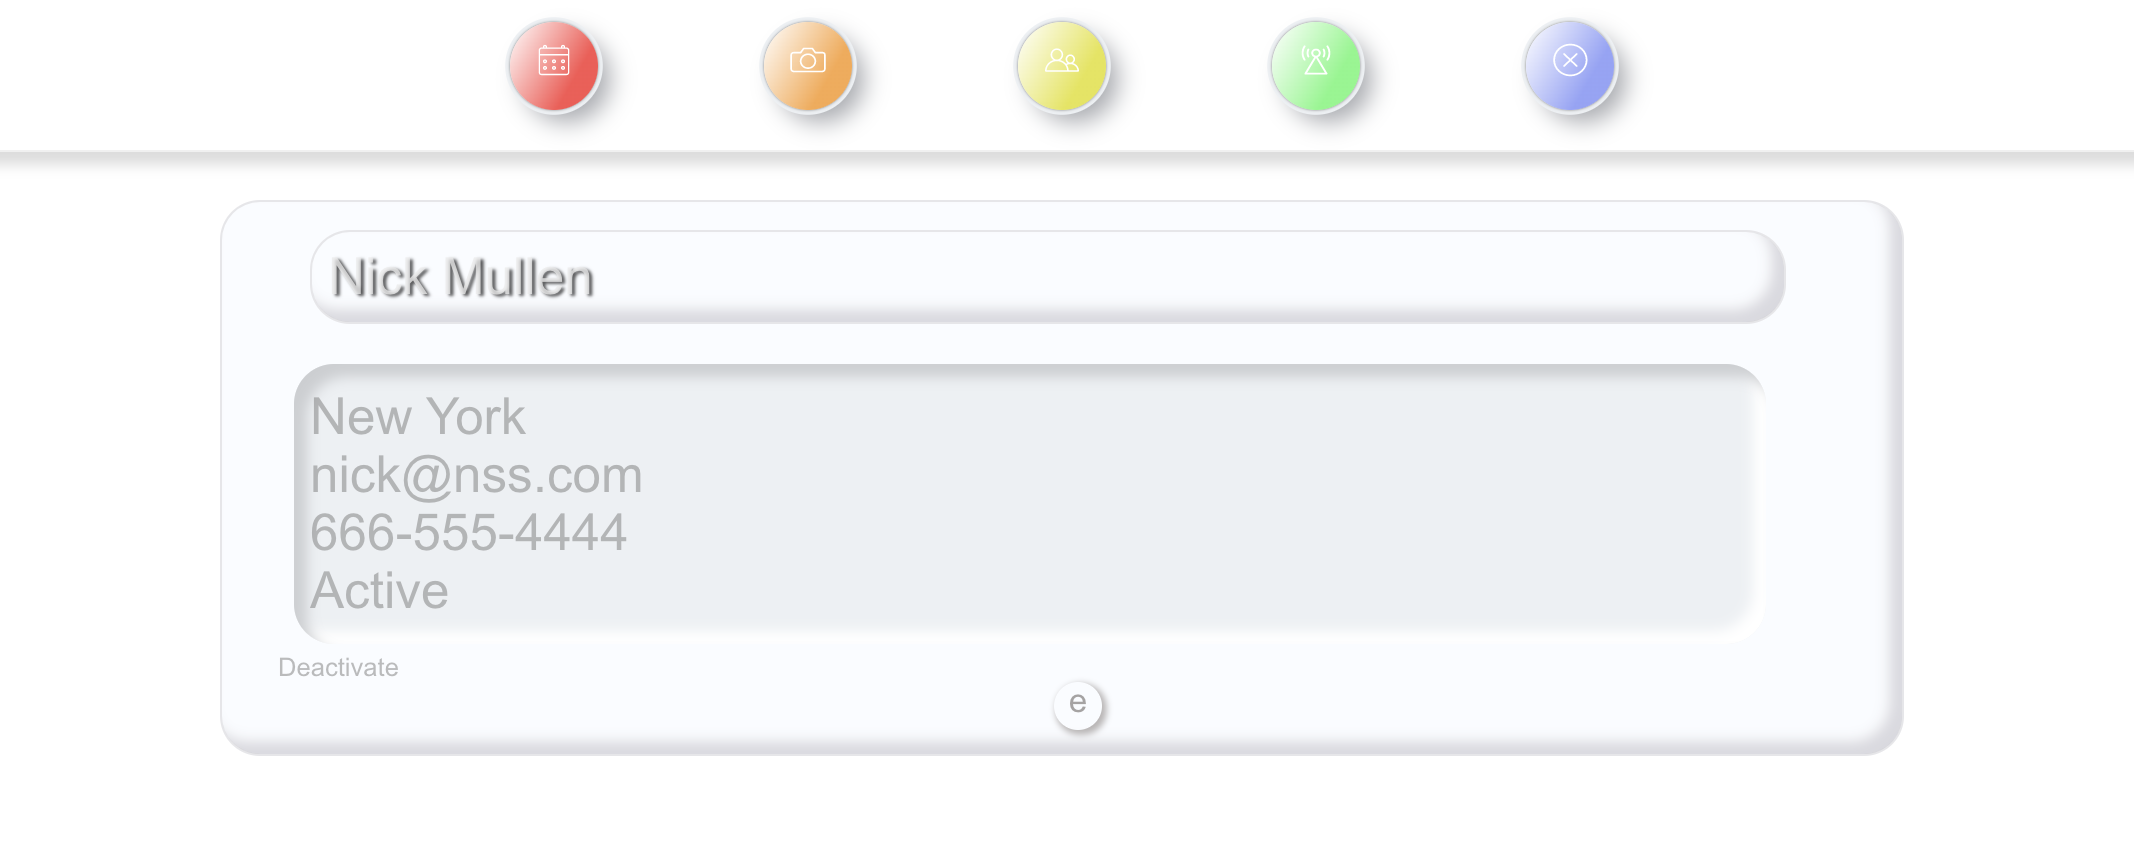 Nick Mullen
New York
nick@nss.com
666-555-4444
Active
Deactivate
e